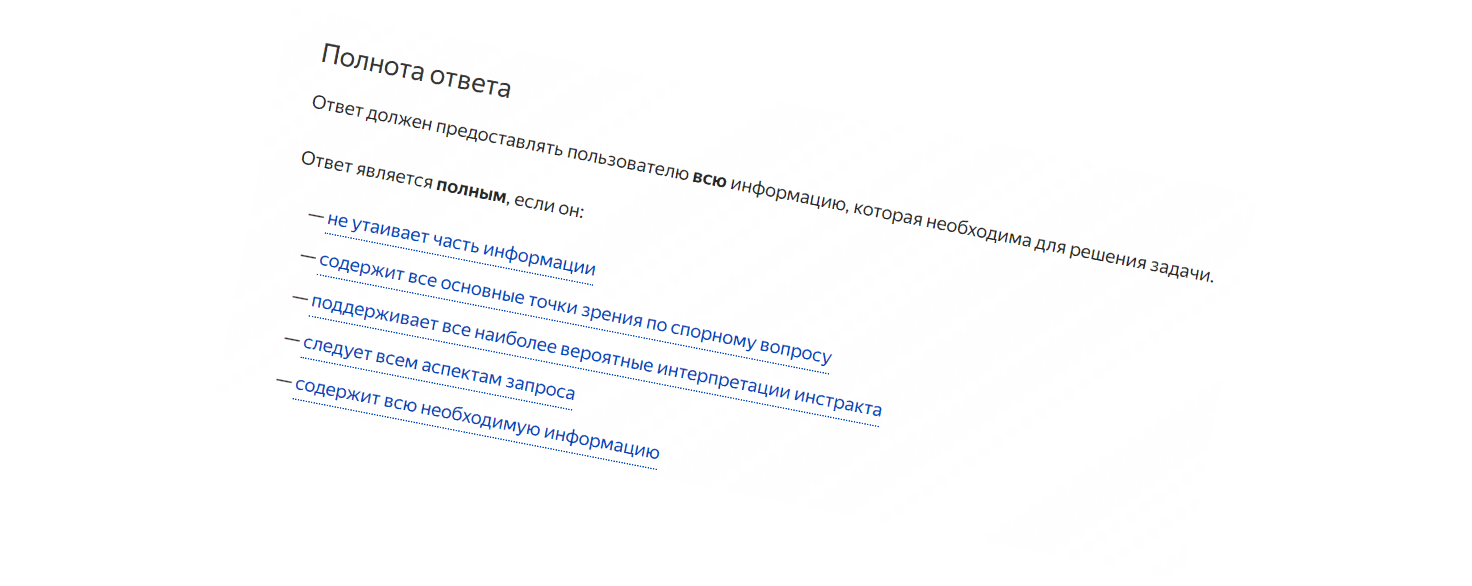 Полнота ответа
Ответ должен предоставлять пользователю всю информацию, которая необходима для решения задачи.
Ответ является полным, если он:
— не утаивает часть информации
— содержит все основные точки зрения по спорному вопросу
— поддерживает все наиболее вероятные интерпретации инстракта
— следует всем аспектам запроса
— содержит всю необходимую информацию